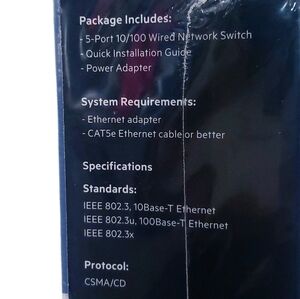 Package Includes:
- 5-Port 10/100 Wired Network Switch
- Quick Installation Guide
- Power Adapter
System Requirements:
- Ethernet adapter
- CAT5e Ethernet cable or better
Specifications
Standards:
IEEE 802.3, 10Base-T Ethernet
IEEE 802.3u, 100Base-T Ethernet
IEEE 802.3x
Protocol:
CSMA/CD